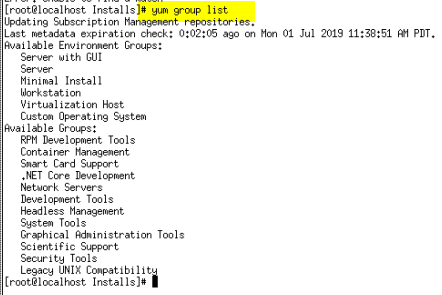 [root@localhost Installs]# yum group list
Updating Subscription Management repositories.
Last metadata expiration check: 0:02:05 ago on Mon 01 Jul 2019 11:38:51 AM PDT.
Available Environment Groups:
Server with GUI
Server
Minimal Install
Workstation
Virtualization Host
Custom Operating System
Available Groups:
RPM Development Tools
Container Management
Smart Card Support
.NET Core Development
Network Servers
Development Tools
Headless Management
System Tools
Graphical Administration Tools
Scientific Support
Security Tools
Legacy UNIX Compatibility
[root@localhost Installs]#